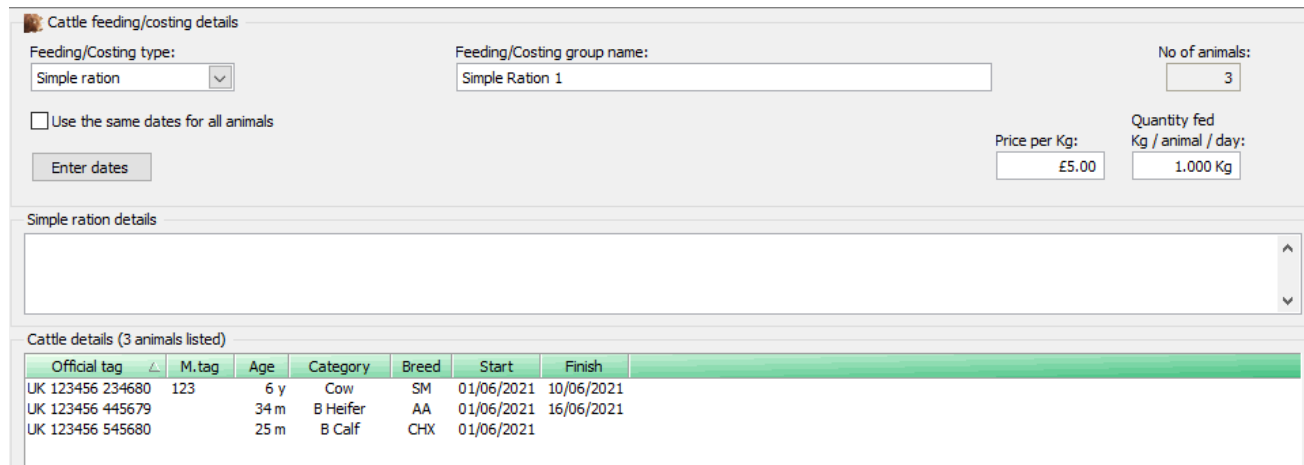 Cattle feeding/costing details
Feeding/Costing type: Feeding/Costing group name: No of animals:
Simple ration Simple Ration 1 3
Use the same dates for all animals
Quantity fed
Price per Kg: Kg / animal / day:
Enter dates £5.00 1.000 Kg
Simple ration details
Cattle details (3 animals listed)
Official tag M.tag Age Category Breed Start Finish
UK 123456 234680 123 6 y Cow SM 01/06/2021 10/06/2021
UK 123456 445679 34 m B Heifer AA 01/06/2021 16/06/2021
UK 123456 545680 25 m B Calf CHX 01/06/2021